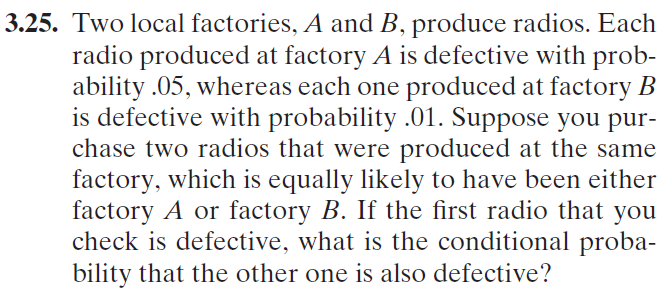 3.25. Two local factories, A and B, produce radios. Each
radio produced at factory A is defective with prob-
ability .05, whereas each one produced at factory B
is defective with probability .01. Suppose you pur-
chase two radios that were produced at the same
factory, which is equally likely to have been either
factory A or factory B. If the first radio that you
check is defective, what is the conditional proba-
bility that the other one is also defective?